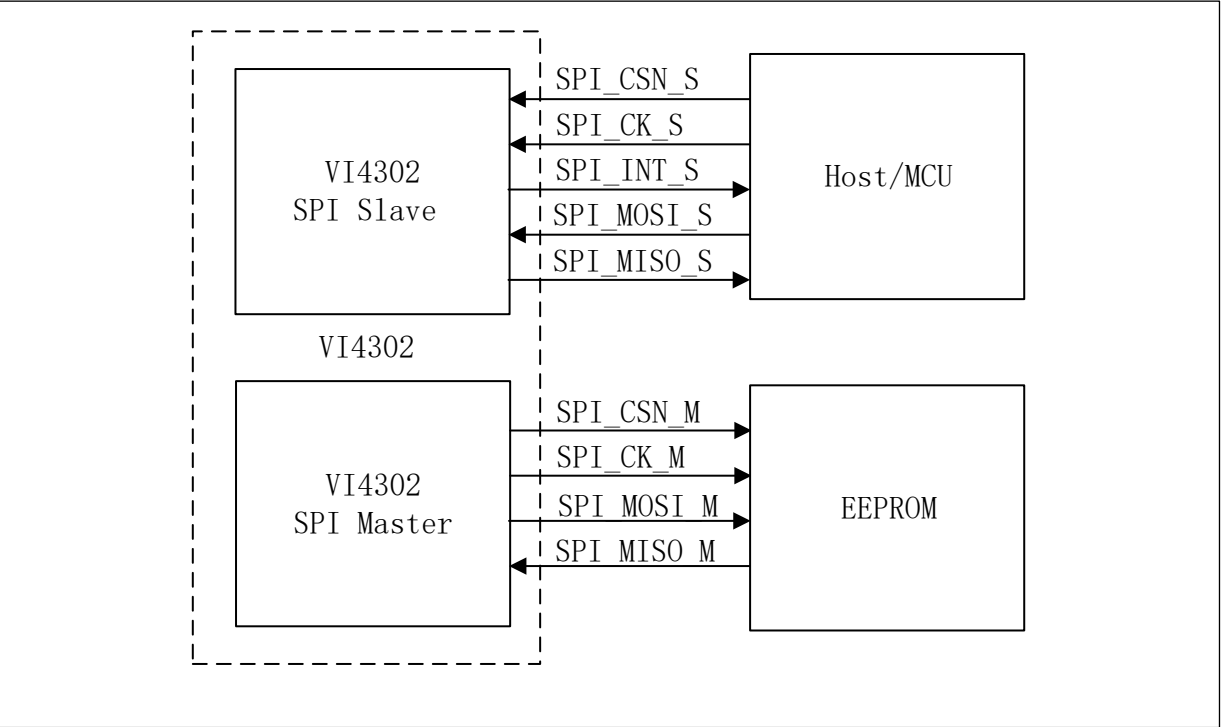 SPI_CSN_S
SPI_CK_S
SPI_INT_S
SPI_MOSI_S
SPI_MISO_S
VI4302
SPI Slave
Host/MCU
VI4302
SPI_CSN_M
SPI_CK_M
SPI_MOSI_M
SPI_MISO_M
VI4302
SPI Master
EEPROM